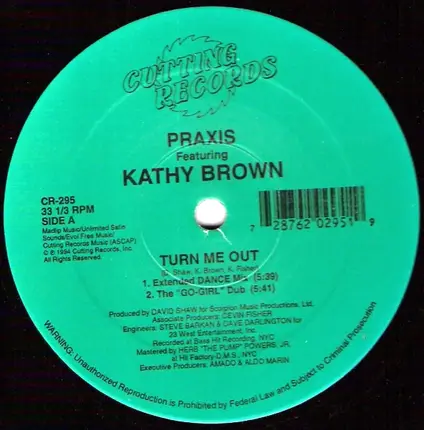 CUTTING
RECORDS
PRAXIS
Featuring
KATHY BROWN
CR-295
33 1/3 RPM
SIDE A
Madlip Music/Unlimited Satin
Sounds/Evol Free Music/
Cutting Records Music (ASCAP)
© ℗ 1994 Cutting Records, Inc.
All Rights Reserved.
7 28762 02951 9
TURN ME OUT
(D. Shaw, K. Brown, K. Fisher)
1. Extended DANCE Mix (5:39)
2. The "GO-GIRL" Dub (5:41)
Produced by DAVID SHAW for Scorpion Music Productions, Ltd.
Associate Producers: CEVIN FISHER
Engineers: STEVE BARKAN & DAVE DARLINGTON for
23 West Entertainment, Inc.
Recorded at Bass Hit Recording, NYC
Mastered by HERB "THE PUMP" POWERS, JR.
at Hit Factory-D.M.S., NYC
Executive Producers: AMADO & ALDO MARIN
WARNING: Unauthorized Reproduction is Prohibited by Federal Law and Subject to Criminal Prosecution